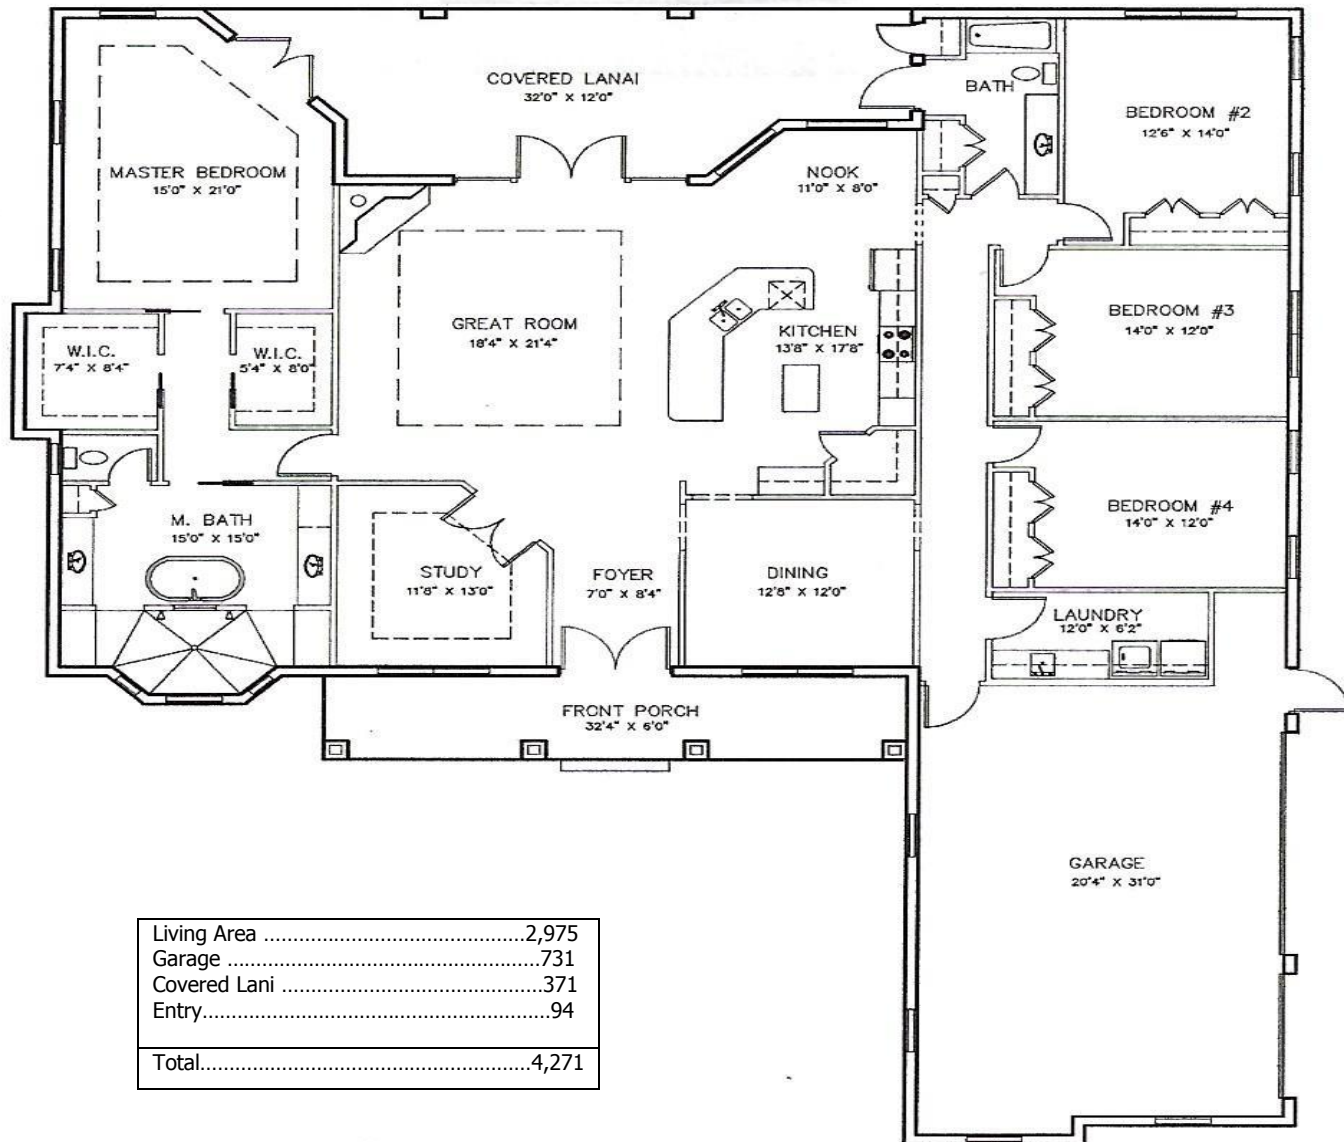 COVERED LANAI
32'0" X 12'0"
BATH
BEDROOM #2
12'6" X 14'0"
MASTER BEDROOM
15'0" X 21'0"
NOOK
11'0" X 8'0"
GREAT ROOM
18'4" X 21'4"
KITCHEN
13'8" X 17'8"
BEDROOM #3
14'0" X 12'0"
W.I.C.
7'4" X 8'4"
W.I.C.
5'4" X 8'0"
M. BATH
15'0" X 15'0"
STUDY
11'8" X 13'0"
FOYER
7'0" X 8'4"
DINING
12'8" X 12'0"
BEDROOM #4
14'0" X 12'0"
LAUNDRY
12'0" X 6'2"
FRONT PORCH
32'4" X 6'0"
GARAGE
20'4" X 31'0"
Living Area ............................................2,975
Garage .....................................................731
Covered Lani ............................................371
Entry...........................................................94
Total........................................................4,271